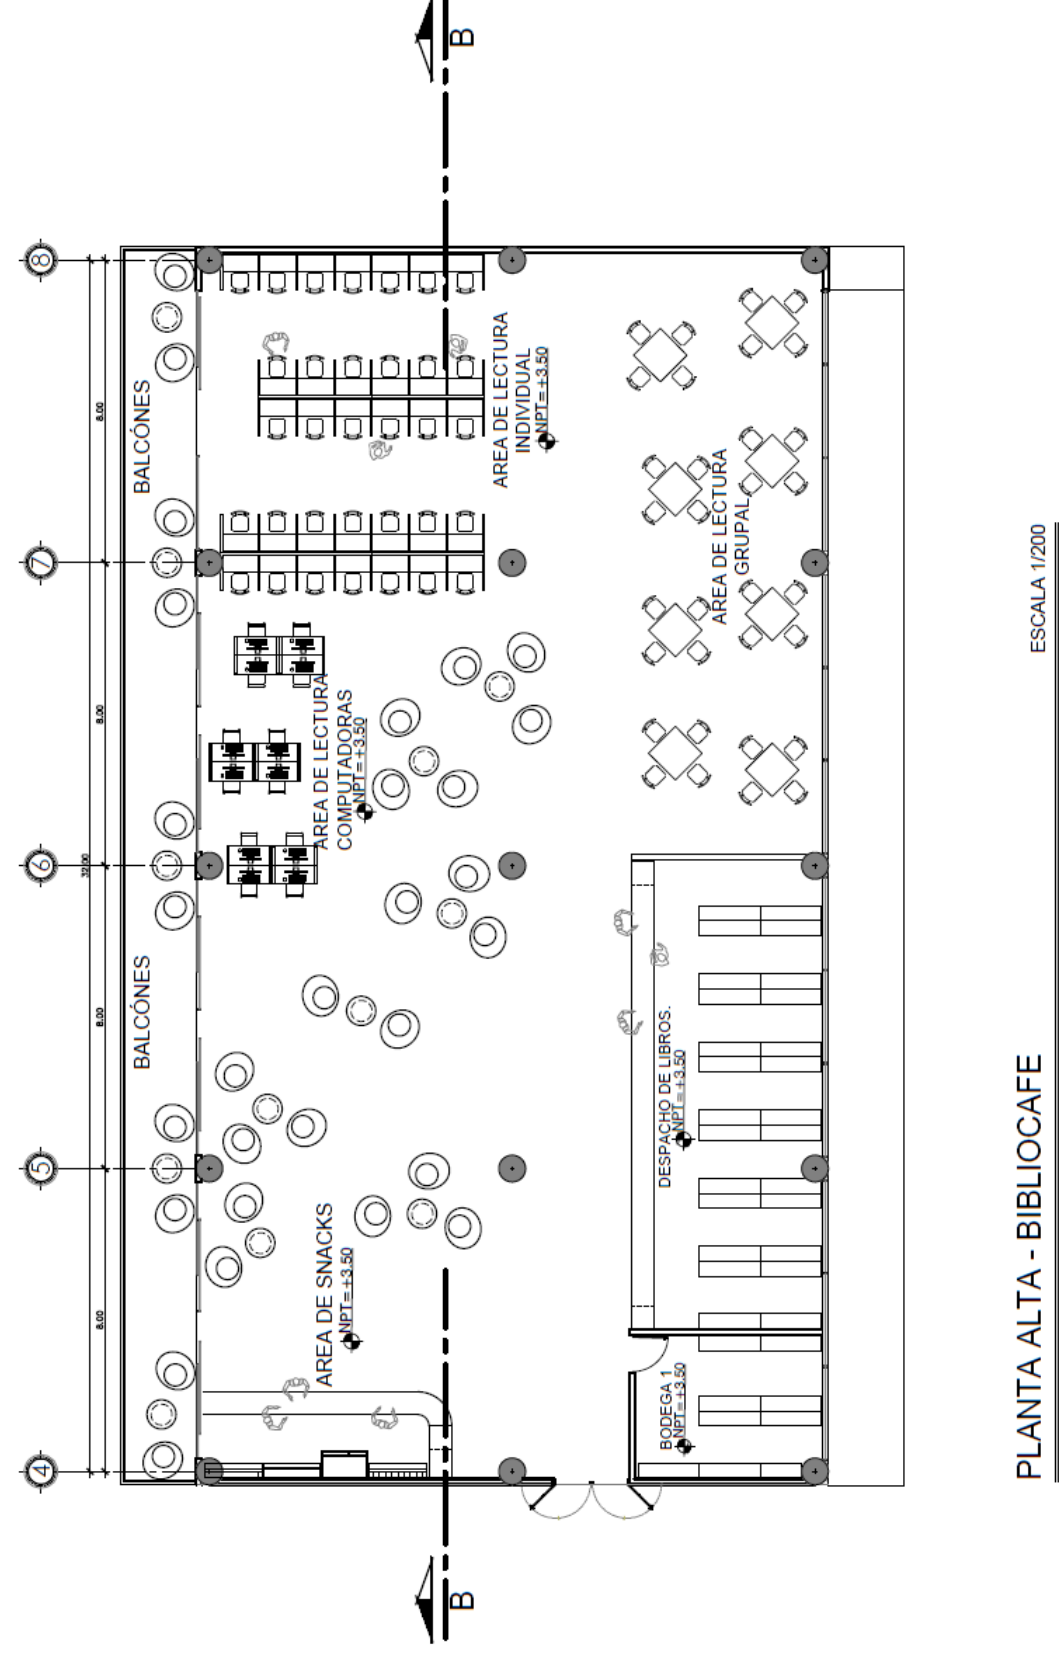 B
8
7
6
5
4
8.00
8.00
8.00
8.00
32.00
BALCÓNES
BALCÓNES
AREA DE LECTURA
INDIVIDUAL
NPT=+3.50
AREA DE LECTURA
GRUPAL
AREA DE LECTURA
COMPUTADORAS
NPT=+3.50
DESPACHO DE LIBROS.
NPT=+3.50
AREA DE SNACKS
NPT=+3.50
BODEGA 1
NPT=+3.50
B
PLANTA ALTA - BIBLIOCAFE
ESCALA 1/200